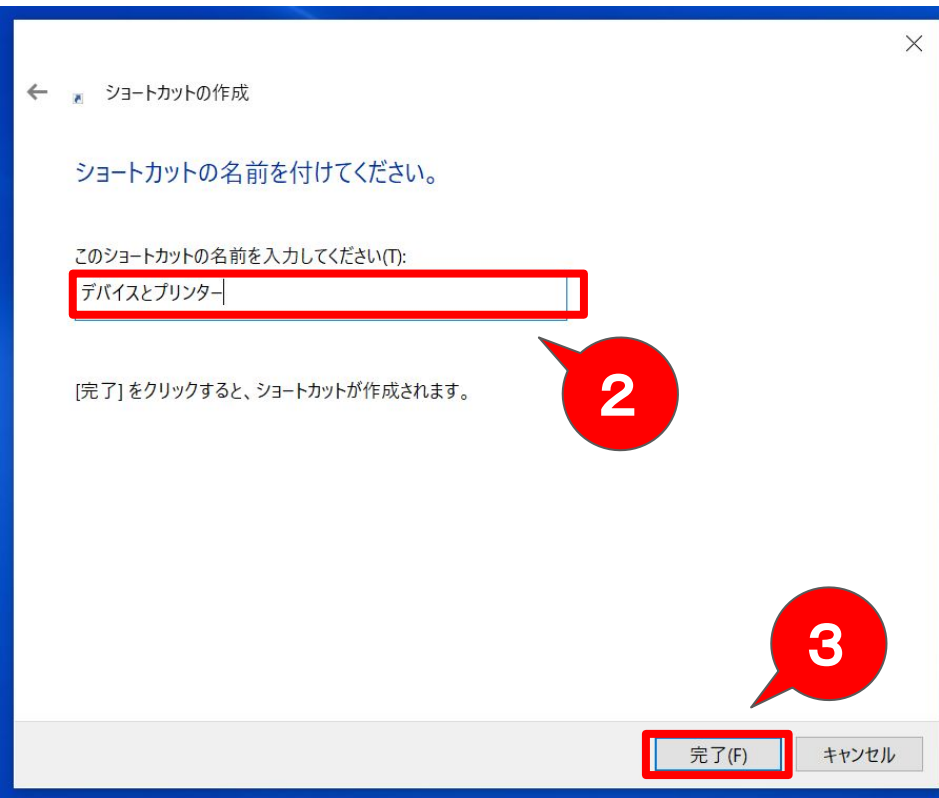 ショートカットの作成
ショートカットの名前を付けてください。
このショートカットの名前を入力してください(T):
デバイスとプリンター
2
[完了] をクリックすると、ショートカットが作成されます。
3
完了(F)
キャンセル